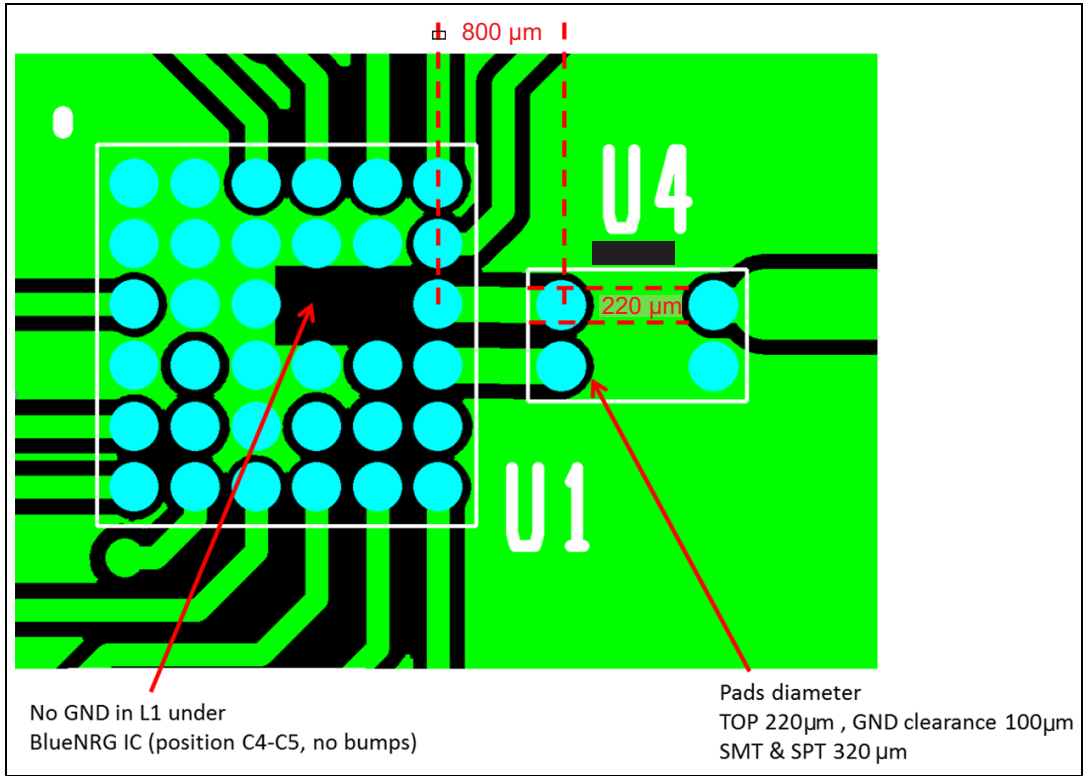 800 µm
U4
220 µm
U1
No GND in L1 under
BlueNRG IC (position C4-C5, no bumps)
Pads diameter
TOP 220µm , GND clearance 100µm
SMT & SPT 320 µm